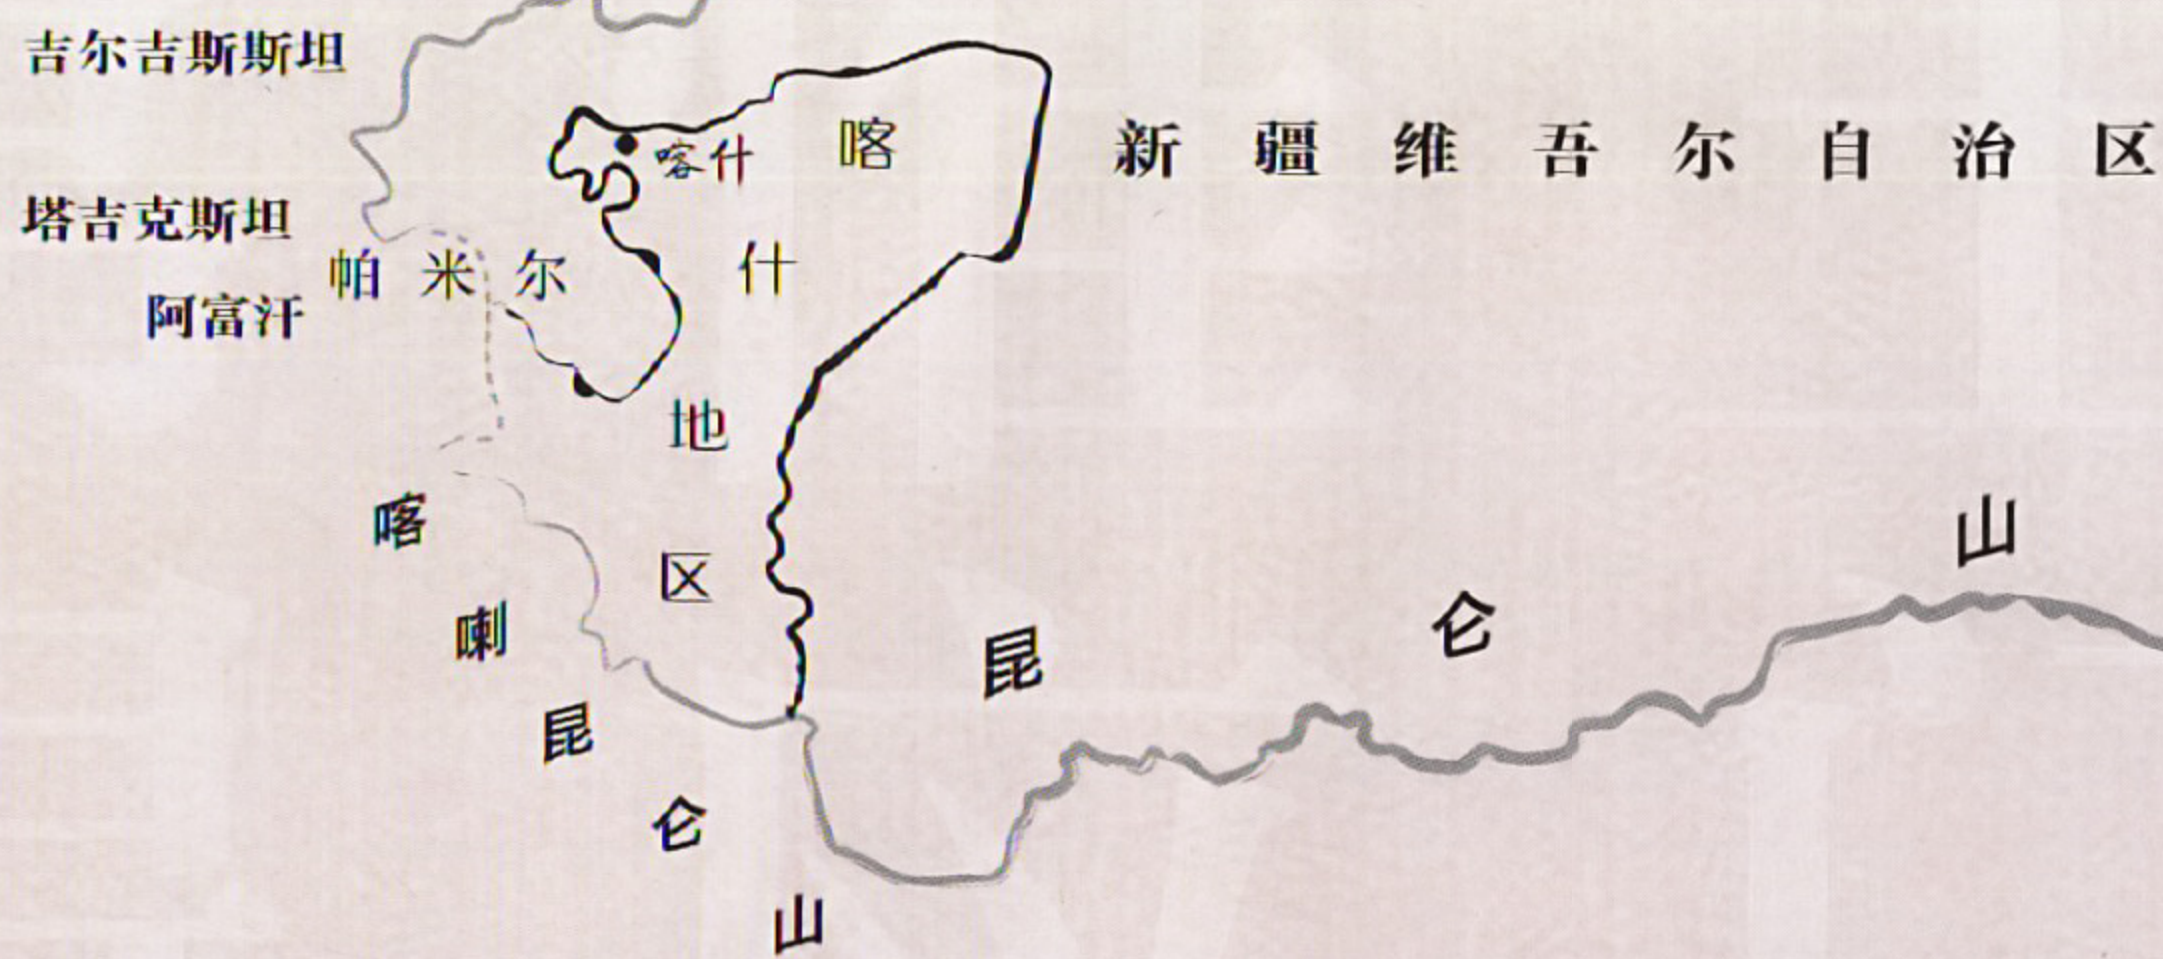 吉尔吉斯斯坦
塔吉克斯坦
阿富汗
帕米尔
喀什
喀什地区
新疆维吾尔自治区
喀喇昆仑山
昆仑山